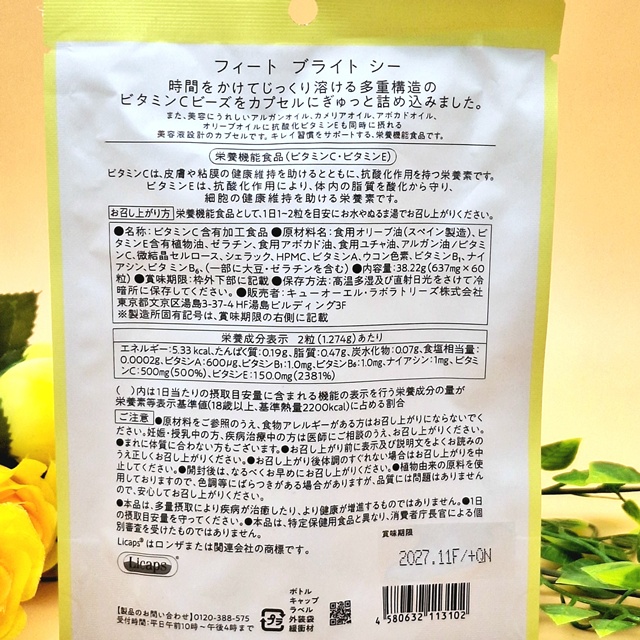 フィート ブライト シー
時間をかけてじっくり溶ける多重構造の
ビタミンCビーズをカプセルにぎゅっと詰め込みました。
また、美容にうれしいアルガンオイル、カメリアオイル、アボカドオイル、
オリーブオイルに抗酸化ビタミンEも同時に摂れる
美容液設計のカプセルです。キレイ習慣をサポートする、栄養機能食品です。
栄養機能食品(ビタミンC・ビタミンE)
ビタミンCは、皮膚や粘膜の健康維持を助けるとともに、抗酸化作用を持つ栄養素です。
ビタミンEは、抗酸化作用により、体内の脂質を酸化から守り、
細胞の健康維持を助ける栄養素です。
お召し上がり方 栄養機能食品として、1日1~2粒を目安にお水やぬるま湯でお召し上がりください。
●名称:ビタミンC含有加工食品 ●原材料名:食用オリーブ油(スペイン製造)、ビ
タミンE含有植物油、ゼラチン、食用アボカド油、食用ユチャ油、アルガン油/ビタミ
ンC、微結晶セルロース、シェラック、HPMC、ビタミンA、ウコン色素、ビタミンB₁、ナイ
アシン、ビタミンB₆、(一部に大豆・ゼラチンを含む) ●内容量:38.22g(637mg×60
粒) ●賞味期限:枠外下部に記載 ●保存方法:高温多湿及び直射日光をさけて冷
暗所に保存してください。●販売者:キューオーエル・ラボラトリーズ株式会社
東京都文京区湯島3-37-4 HF湯島ビルディング3F
※製造所固有記号は、賞味期限の右側に記載
栄養成分表示 2粒(1.274g)あたり
エネルギー:5.33kcal、たんぱく質:0.19g、脂質:0.47g、炭水化物:0.07g、食塩相当量:
0.0002g、ビタミンA:600μg、ビタミンB₁:1.0mg、ビタミンB₆:1.0mg、ナイアシン:1mg、ビタミ
ンC:500mg(500%)、ビタミンE:150.0mg(2381%)
( )内は1日当たりの摂取目安量に含まれる機能の表示を行う栄養成分の量が
栄養素等表示基準値(18歳以上、基準熱量2200kcal)に占める割合
ご注意 ●原材料をご参照のうえ、食物アレルギーがある方はお召し上がりにならないでく
ださい。妊娠・授乳中の方、疾病治療中の方は医師にご相談のうえ、お召し上がりください。
●まれに体質に合わない方もございます。●お召し上がり方及び説明文をよくお読みの
うえ正しくお召し上がりください。●お召し上がり後体調のすぐれない場合はお召し上がりを中
止してください。●開封後は、なるべくお早めにお召し上がりください。●植物由来の原料を使
用しておりますので、色調等にばらつきがある場合がありますが、品質には問題はありません
ので、安心してお召し上がりください。
●本品は、多量摂取により疾病が治癒したり、より健康が増進するものではありません。●1日
の摂取目安量を守ってください。●本品は、特定保健用食品と異なり、消費者庁長官による個
別審査を受けたものではありません。
Licaps®はロンザまたは関連会社の商標です。
賞味期限
2027.11F/+QN
Licaps
ボトル
キャップ
ラベル
外装袋
緩衝材
プラ
【製品のお問い合わせ】0120-388-575
受付時間:平日午前10時~午後4時まで
4 580632 113102